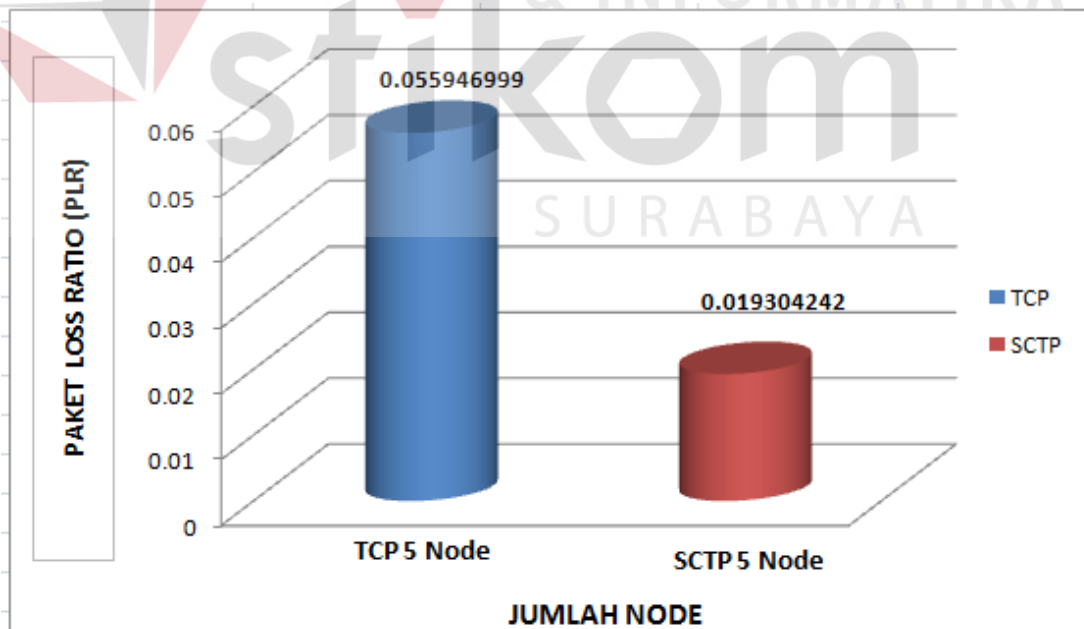 & INFORMATIKA
stikom
SURABAYA
PAKET LOSS RATIO (PLR)
0.06
0.05
0.04
0.03
0.02
0.01
0
0.055946999
0.019304242
TCP 5 Node
SCTP 5 Node
JUMLAH NODE
TCP
SCTP